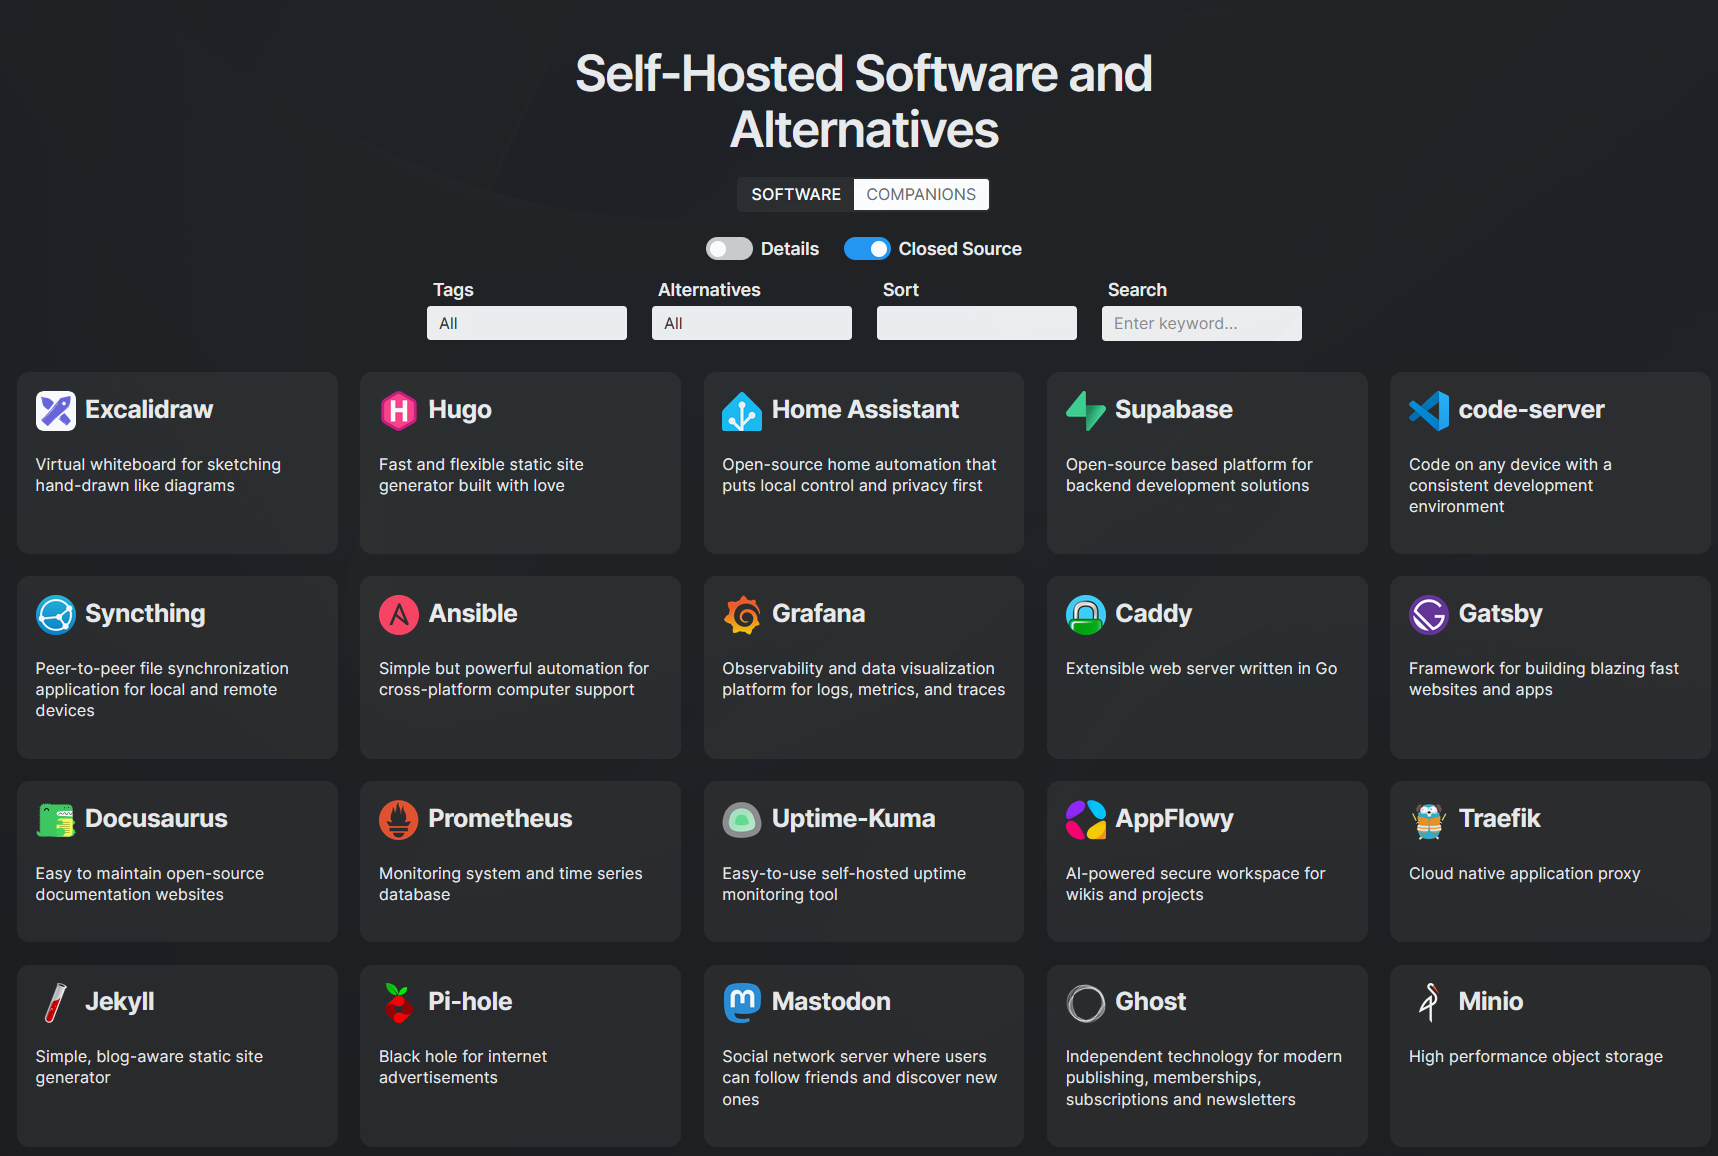 Self-Hosted Software and
Alternatives
SOFTWARE COMPANIONS
Details Closed Source
Tags Alternatives Sort Search
All All Enter keyword...
Excalidraw
Virtual whiteboard for sketching
hand-drawn like diagrams
Hugo
Fast and flexible static site
generator built with love
Home Assistant
Open-source home automation that
puts local control and privacy first
Supabase
Open-source based platform for
backend development solutions
code-server
Code on any device with a
consistent development
environment
Syncthing
Peer-to-peer file synchronization
application for local and remote
devices
Ansible
Simple but powerful automation for
cross-platform computer support
Grafana
Observability and data visualization
platform for logs, metrics, and traces
Caddy
Extensible web server written in Go
Gatsby
Framework for building blazing fast
websites and apps
Docusaurus
Easy to maintain open-source
documentation websites
Prometheus
Monitoring system and time series
database
Uptime-Kuma
Easy-to-use self-hosted uptime
monitoring tool
AppFlowy
AI-powered secure workspace for
wikis and projects
Traefik
Cloud native application proxy
Jekyll
Simple, blog-aware static site
generator
Pi-hole
Black hole for internet
advertisements
Mastodon
Social network server where users
can follow friends and discover new
ones
Ghost
Independent technology for modern
publishing, memberships,
subscriptions and newsletters
Minio
High performance object storage